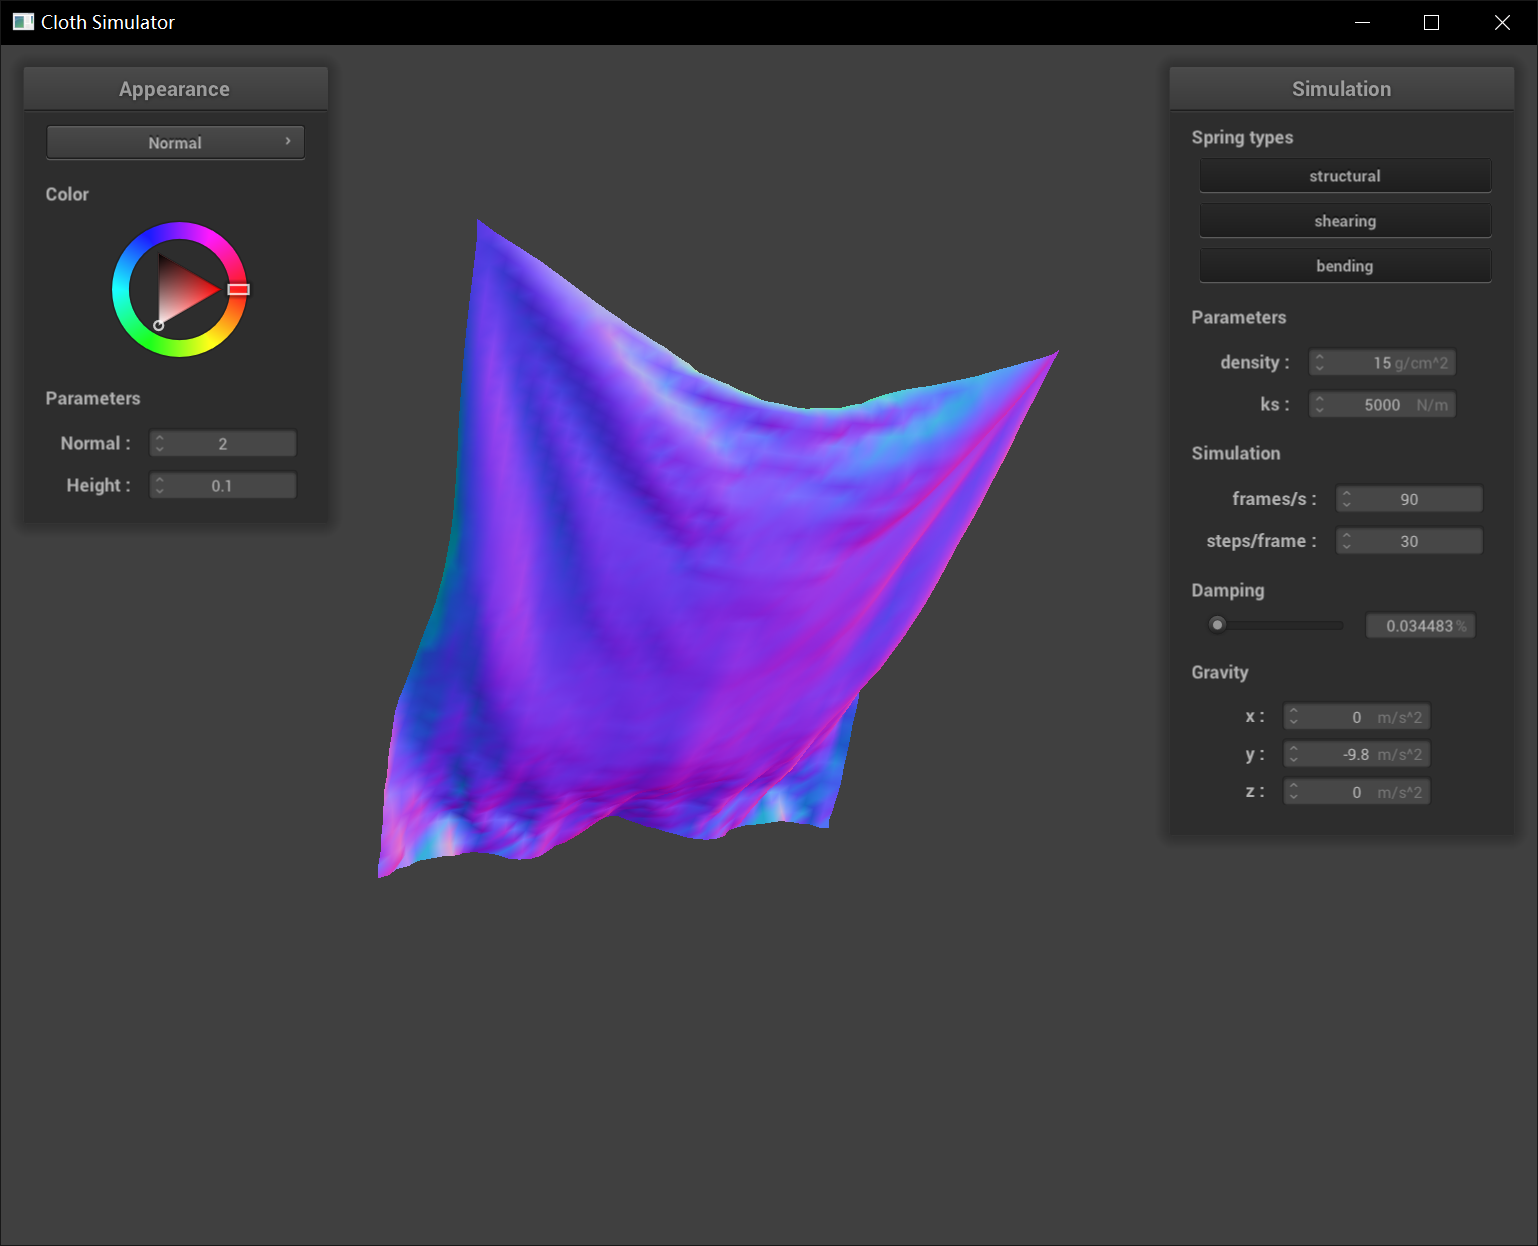 Cloth Simulator
Appearance
Normal
Color
Parameters
Normal : 2
Height : 0.1
Simulation
Spring types
structural
shearing
bending
Parameters
density : 15 g/cm^2
ks : 5000 N/m
Simulation
frames/s : 90
steps/frame : 30
Damping
0.034483 %
Gravity
x : 0 m/s^2
y : -9.8 m/s^2
z : 0 m/s^2